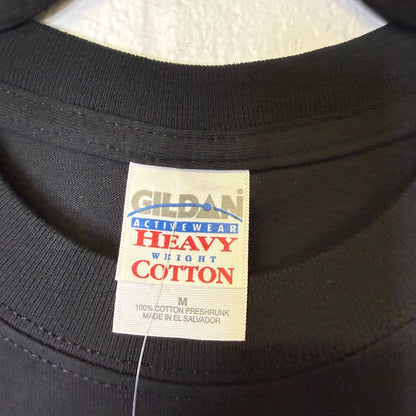 GILDAN
ACTIVEWEAR
HEAVY
WEIGHT
COTTON
M
100% COTTON PRESHRUNK
MADE IN EL SALVADOR